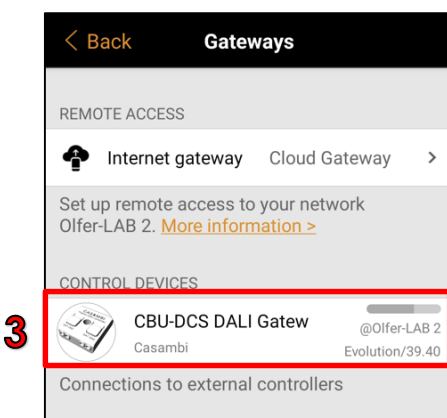 < Back Gateways
REMOTE ACCESS
Internet gateway Cloud Gateway >
Set up remote access to your network
Olfer-LAB 2. More information >
CONTROL DEVICES
3
CBU-DCS DALI Gatew @Olfer-LAB 2
Casambi Evolution/39.40
Connections to external controllers